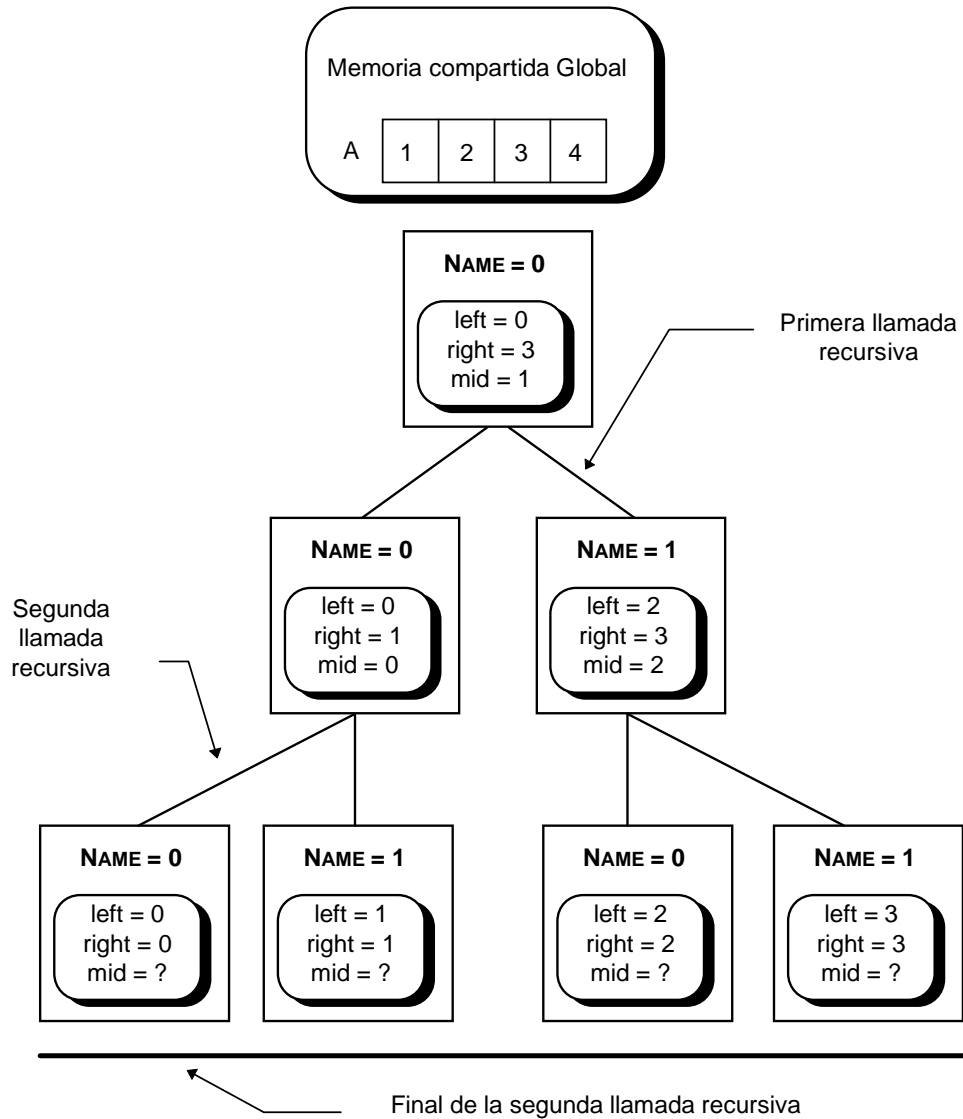 Memoria compartida Global
A 1 2 3 4
NAME = 0
left = 0
right = 3
mid = 1
Primera llamada
recursiva
NAME = 0
left = 0
right = 1
mid = 0
NAME = 1
left = 2
right = 3
mid = 2
Segunda
llamada
recursiva
NAME = 0
left = 0
right = 0
mid = ?
NAME = 1
left = 1
right = 1
mid = ?
NAME = 0
left = 2
right = 2
mid = ?
NAME = 1
left = 3
right = 3
mid = ?
Final de la segunda llamada recursiva